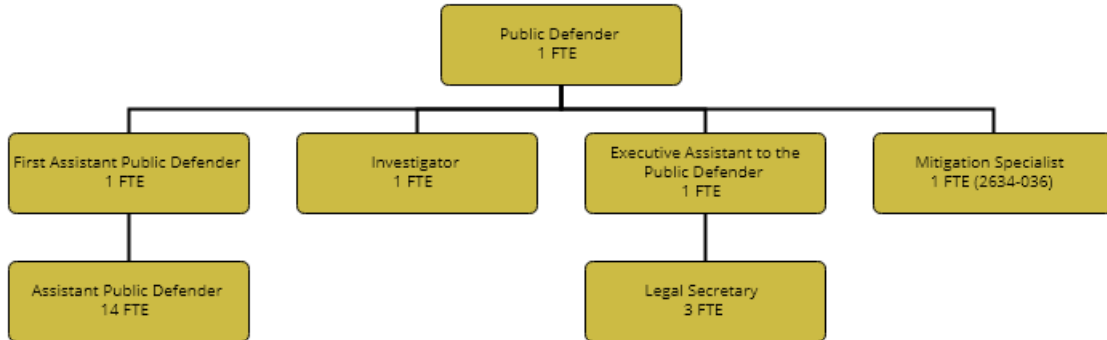 Public Defender
1 FTE
First Assistant Public Defender
1 FTE
Investigator
1 FTE
Executive Assistant to the
Public Defender
1 FTE
Mitigation Specialist
1 FTE (2634-036)
Assistant Public Defender
14 FTE
Legal Secretary
3 FTE